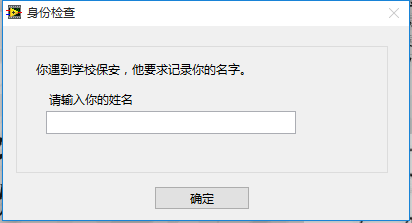 身份检查
你遇到学校保安，他要求记录你的名字。
请输入你的姓名
确定